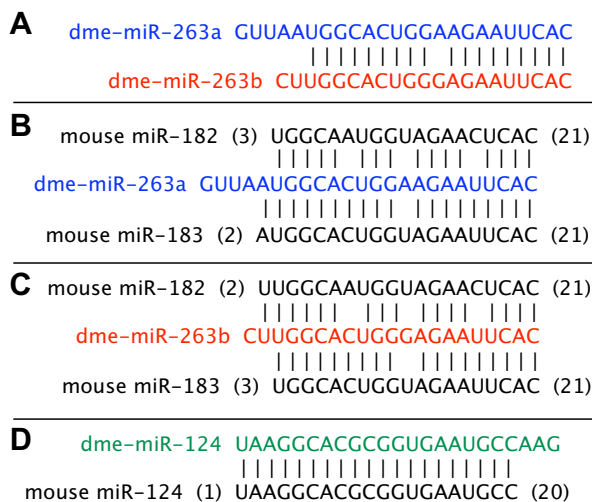 A
dme-miR-263a GUUAAUGGCACUGGAAGAAUUCAC
dme-miR-263b CUUGGCACUGGGAGAAUUCAC
B
mouse miR-182 (3) UGGCAAUGGUAGAACUCAC (21)
dme-miR-263a GUUAAUGGCACUGGAAGAAUUCAC
mouse miR-183 (2) AUGGCACUGGUAGAAUUCAC (21)
C
mouse miR-182 (2) UUGGCAAUGGUAGAACUCAC (21)
dme-miR-263b CUUGGCACUGGGAGAAUUCAC
mouse miR-183 (3) UGGCACUGGUAGAAUUCAC (21)
D
dme-miR-124 UAAGGCACGCGGUGAAUGCCAAG
mouse miR-124 (1) UAAGGCACGCGGUGAAUGCC (20)